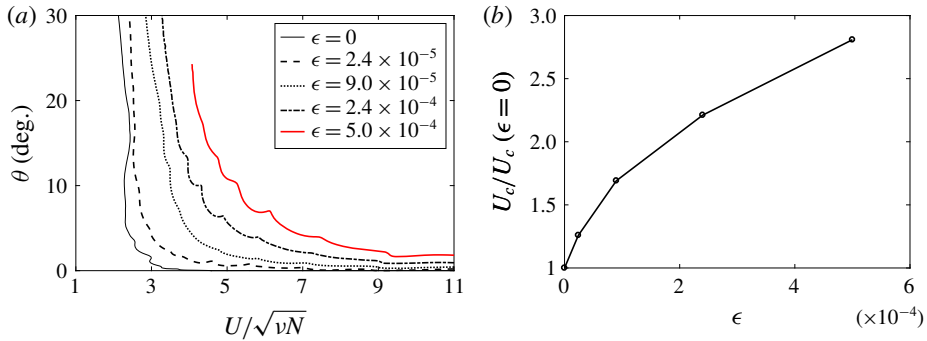 (a)
30
20
10
0
θ (deg.)
1 3 5 7 9 11
U/√νN
ϵ = 0
ϵ = 2.4 × 10⁻⁵
ϵ = 9.0 × 10⁻⁵
ϵ = 2.4 × 10⁻⁴
ϵ = 5.0 × 10⁻⁴
(b)
3.0
2.5
2.0
1.5
1
U_c/U_c (ϵ = 0)
0 2 4 6
ϵ
(×10⁻⁴)